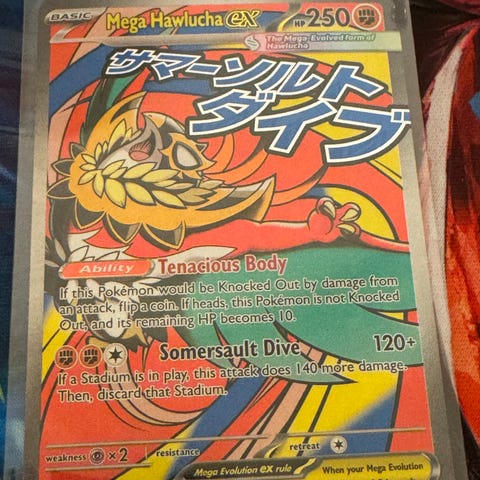 BASIC
Mega Hawlucha ex HP 250
The Mega-Evolved form of
Hawlucha
サマーソルト
ダイブ
Ability Tenacious Body
If this Pokémon would be Knocked Out by damage from
an attack, flip a coin. If heads, this Pokémon is not Knocked
Out, and its remaining HP becomes 10.
Somersault Dive 120+
If a Stadium is in play, this attack does 140 more damage.
Then, discard that Stadium.
weakness ×2 resistance retreat
Mega Evolution ex rule When your Mega Evolution